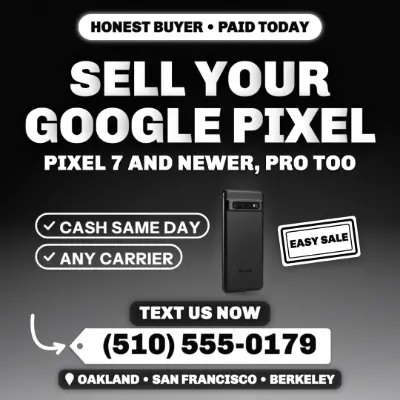 HONEST BUYER • PAID TODAY
SELL YOUR
GOOGLE PIXEL
PIXEL 7 AND NEWER, PRO TOO
CASH SAME DAY
ANY CARRIER
EASY SALE
TEXT US NOW
(510) 555-0179
OAKLAND • SAN FRANCISCO • BERKELEY